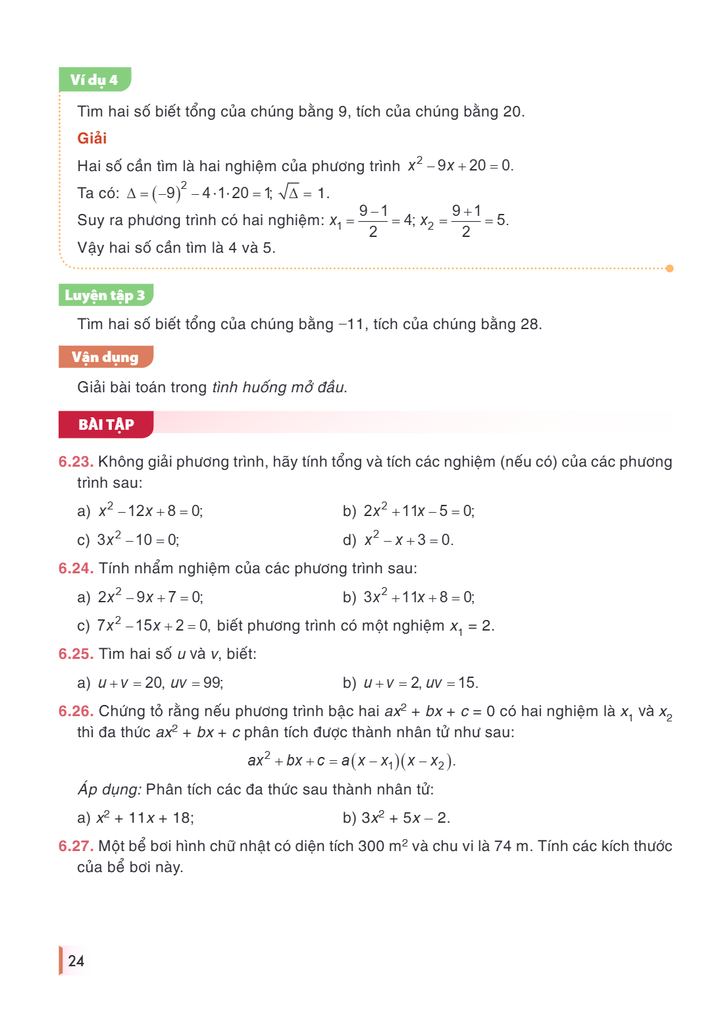 Ví dụ 4
Tìm hai số biết tổng của chúng bằng 9, tích của chúng bằng 20.
Giải
Hai số cần tìm là hai nghiệm của phương trình x² − 9x + 20 = 0.
Ta có: Δ = (−9)² − 4·1·20 = 1; √Δ = 1.
Suy ra phương trình có hai nghiệm: x₁ = (9 − 1)/2 = 4; x₂ = (9 + 1)/2 = 5.
Vậy hai số cần tìm là 4 và 5.
Luyện tập 3
Tìm hai số biết tổng của chúng bằng −11, tích của chúng bằng 28.
Vận dụng
Giải bài toán trong tình huống mở đầu.
BÀI TẬP
6.23. Không giải phương trình, hãy tính tổng và tích các nghiệm (nếu có) của các phương
trình sau:
a) x² − 12x + 8 = 0; b) 2x² + 11x − 5 = 0;
c) 3x² − 10 = 0; d) x² − x + 3 = 0.
6.24. Tính nhẩm nghiệm của các phương trình sau:
a) 2x² − 9x + 7 = 0; b) 3x² + 11x + 8 = 0;
c) 7x² − 15x + 2 = 0, biết phương trình có một nghiệm x₁ = 2.
6.25. Tìm hai số u và v, biết:
a) u + v = 20, uv = 99; b) u + v = 2, uv = 15.
6.26. Chứng tỏ rằng nếu phương trình bậc hai ax² + bx + c = 0 có hai nghiệm là x₁ và x₂
thì đa thức ax² + bx + c phân tích được thành nhân tử như sau:
ax² + bx + c = a(x − x₁)(x − x₂).
Áp dụng: Phân tích các đa thức sau thành nhân tử:
a) x² + 11x + 18; b) 3x² + 5x − 2.
6.27. Một bể bơi hình chữ nhật có diện tích 300 m² và chu vi là 74 m. Tính các kích thước
của bể bơi này.
24